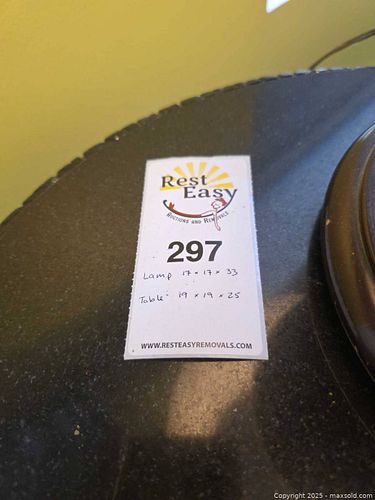 Rest
Easy
AUCTIONS AND REMOVALS
297
Lamp 17 x 17 x 33
Table: 19 x 19 x 25
WWW.RESTEASYREMOVALS.COM
Copyright 2025 - maxsold.com